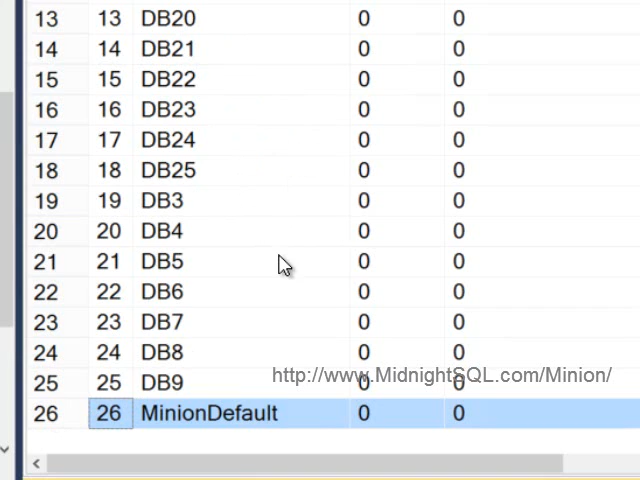 13 13 DB20 0 0
14 14 DB21 0 0
15 15 DB22 0 0
16 16 DB23 0 0
17 17 DB24 0 0
18 18 DB25 0 0
19 19 DB3 0 0
20 20 DB4 0 0
21 21 DB5 0 0
22 22 DB6 0 0
23 23 DB7 0 0
24 24 DB8 0 0
http://www.MidnightSQL.com/Minion/
25 25 DB9 0 0
26 26 MinionDefault 0 0